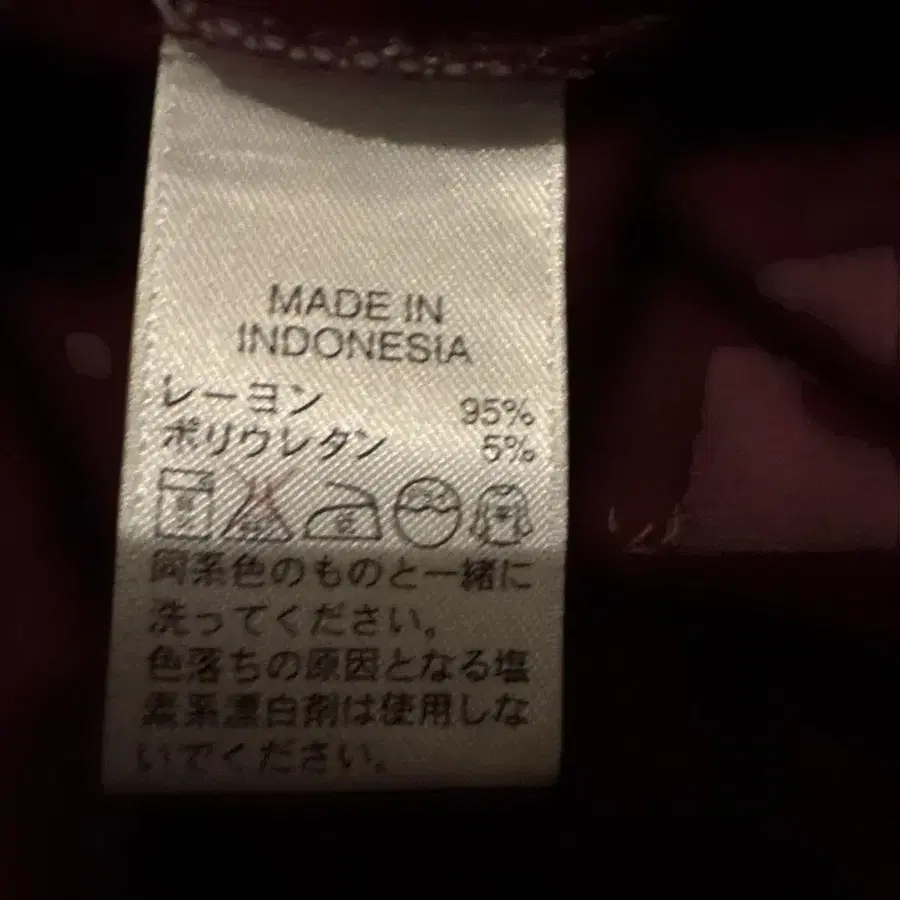 MADE IN
INDONESIA
レーヨン 95%
ポリウレタン 5%
同系色のものと一緒に
洗ってください。
色落ちの原因となる塩
素系漂白剤は使用しな
いでください。